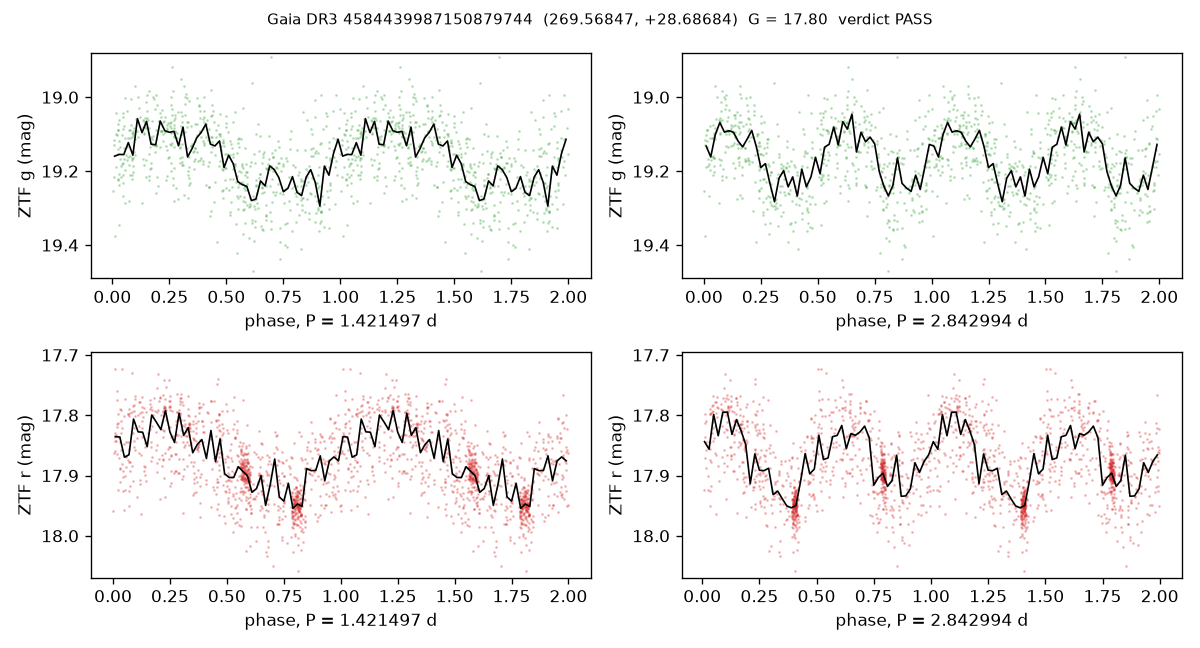 Gaia DR3 4584439987150879744  (269.56847, +28.68684)  G = 17.80  verdict PASS
ZTF g (mag)
19.0
19.2
19.4
0.00 0.25 0.50 0.75 1.00 1.25 1.50 1.75 2.00
phase, P = 1.421497 d
ZTF g (mag)
19.0
19.2
19.4
0.00 0.25 0.50 0.75 1.00 1.25 1.50 1.75 2.00
phase, P = 2.842994 d
ZTF r (mag)
17.7
17.8
17.9
18.0
0.00 0.25 0.50 0.75 1.00 1.25 1.50 1.75 2.00
phase, P = 1.421497 d
ZTF r (mag)
17.7
17.8
17.9
18.0
0.00 0.25 0.50 0.75 1.00 1.25 1.50 1.75 2.00
phase, P = 2.842994 d